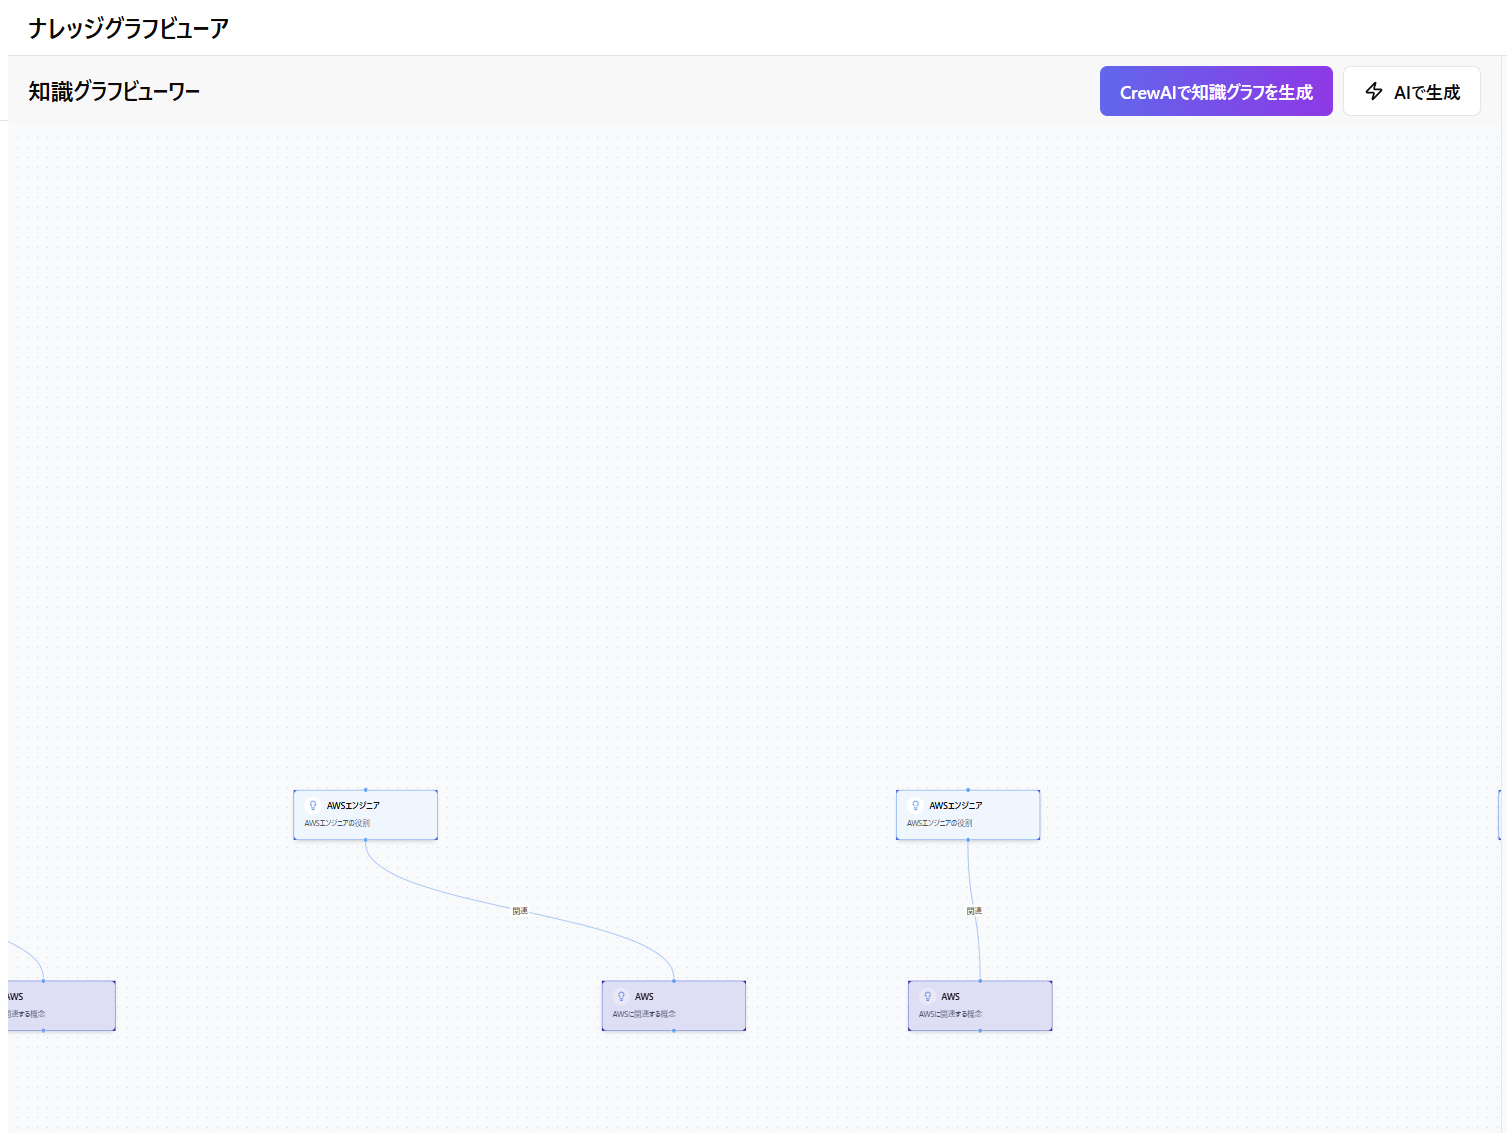 ナレッジグラフビューア
知識グラフビューワー
CrewAIで知識グラフを生成
AIで生成
AWSエンジニア
AWSエンジニアの役割
AWSエンジニア
AWSエンジニアの役割
関連
関連
AWS
関連する概念
AWS
AWSに関連する概念
AWS
AWSに関連する概念